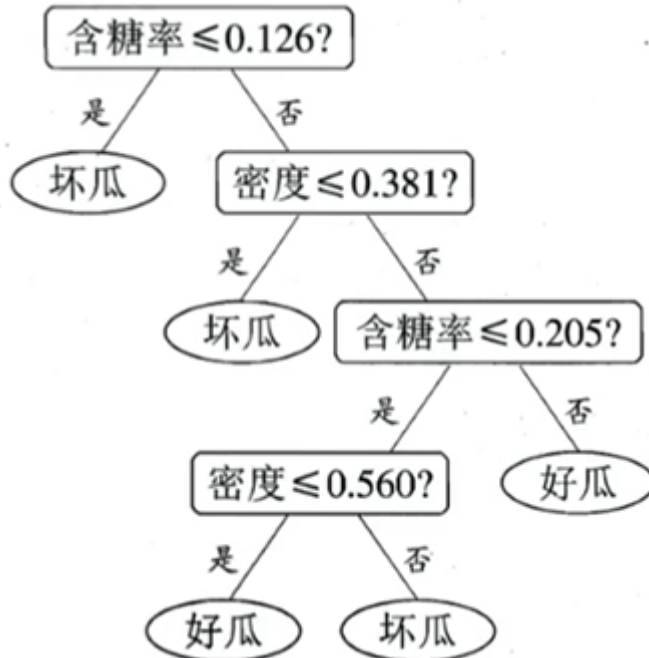 含糖率≤0.126?
是 否
坏瓜 密度≤0.381?
是 否
坏瓜 含糖率≤0.205?
是 否
密度≤0.560? 好瓜
是 否
好瓜 坏瓜